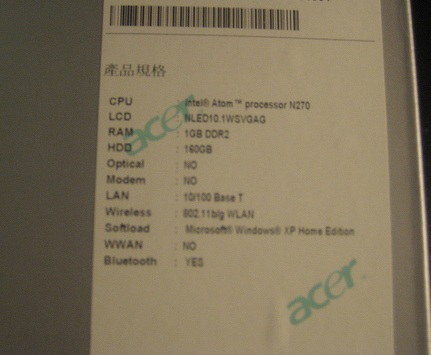 產品規格
CPU : Intel® Atom™ processor N270
LCD : NLED10.1WSVGAG
RAM : 1GB DDR2
HDD : 160GB
Optical : NO
Modem : NO
LAN : 10/100 Base T
Wireless : 802.11b/g WLAN
Softload : Microsoft® Windows® XP Home Edition
WWAN : NO
Bluetooth : YES
acer
acer